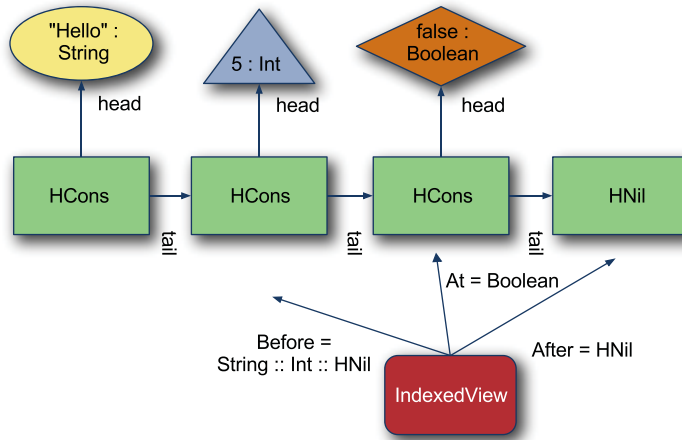 "Hello" :
String
5 : Int
false :
Boolean
head
head
head
HCons
HCons
HCons
HNil
tail
tail
tail
At = Boolean
Before =
String :: Int :: HNil
After = HNil
IndexedView